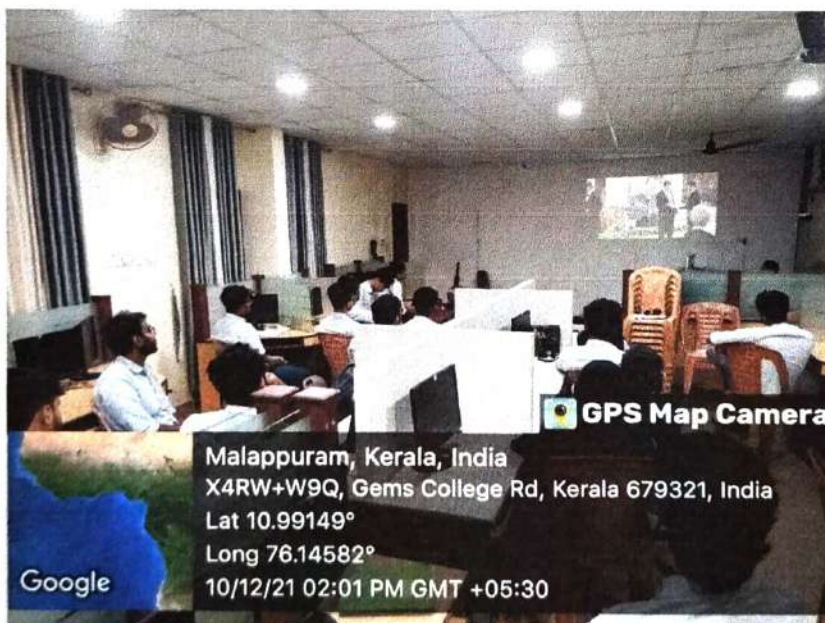 GPS Map Camera
Malappuram, Kerala, India
X4RW+W9Q, Gems College Rd, Kerala 679321, India
Lat 10.99149°
Long 76.14582°
10/12/21 02:01 PM GMT +05:30
Google